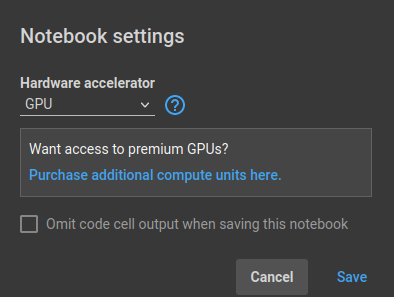 Notebook settings
Hardware accelerator
GPU
?
Want access to premium GPUs?
Purchase additional compute units here.
Omit code cell output when saving this notebook
Cancel Save